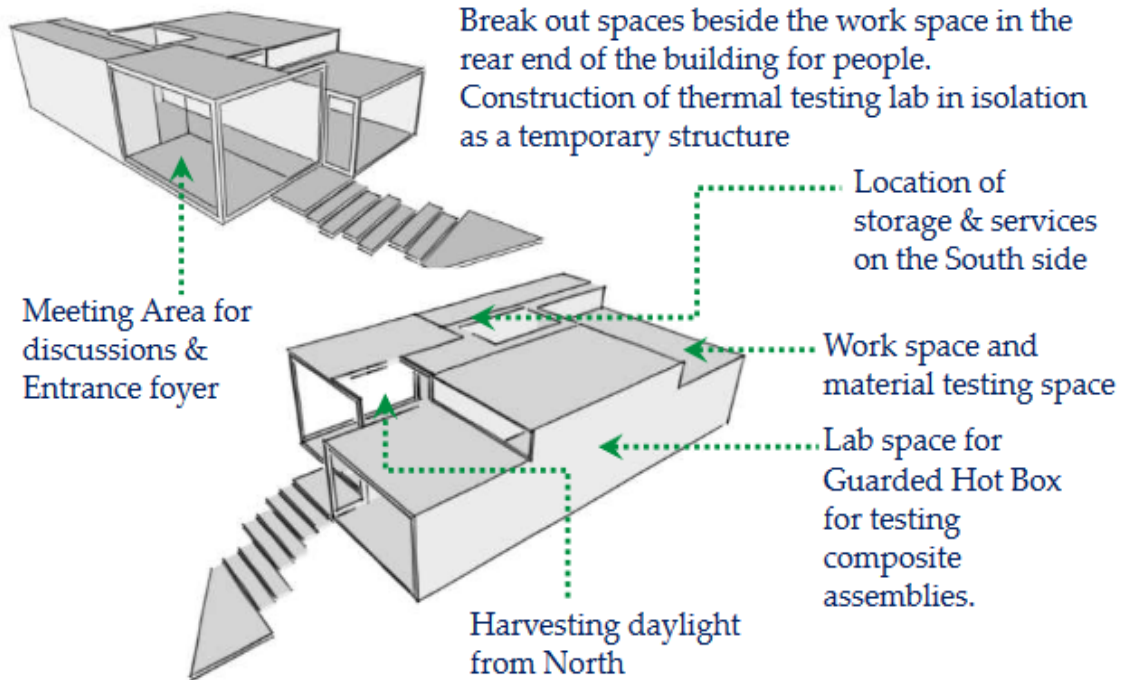 Break out spaces beside the work space in the
rear end of the building for people.
Construction of thermal testing lab in isolation
as a temporary structure
Location of
storage & services
on the South side
Meeting Area for
discussions &
Entrance foyer
Work space and
material testing space
Lab space for
Guarded Hot Box
for testing
composite
assemblies.
Harvesting daylight
from North